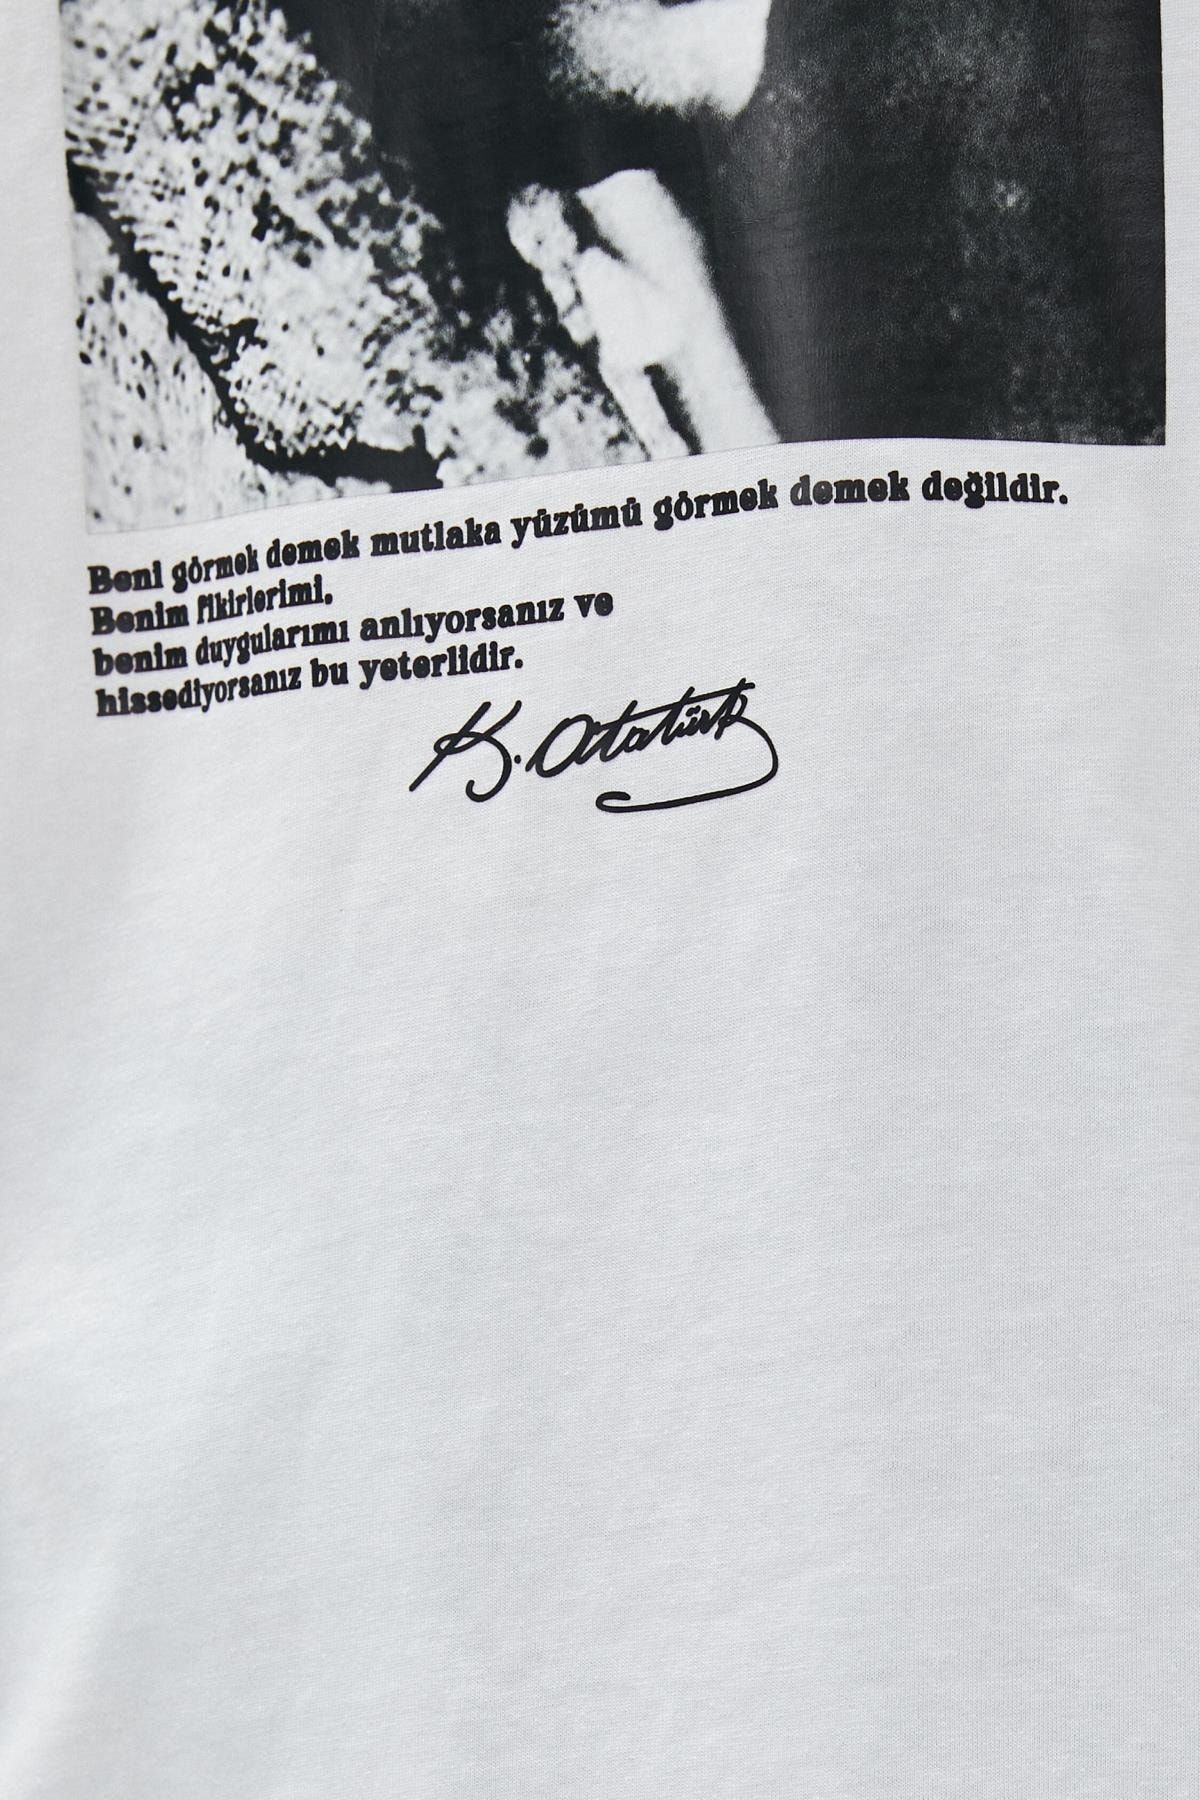 Beni görmek demek mutlaka yüzümü görmek demek değildir.
Benim fikirlerimi,
benim duygularımı anlıyorsanız ve
hissediyorsanız bu yeterlidir.
K. Atatürk